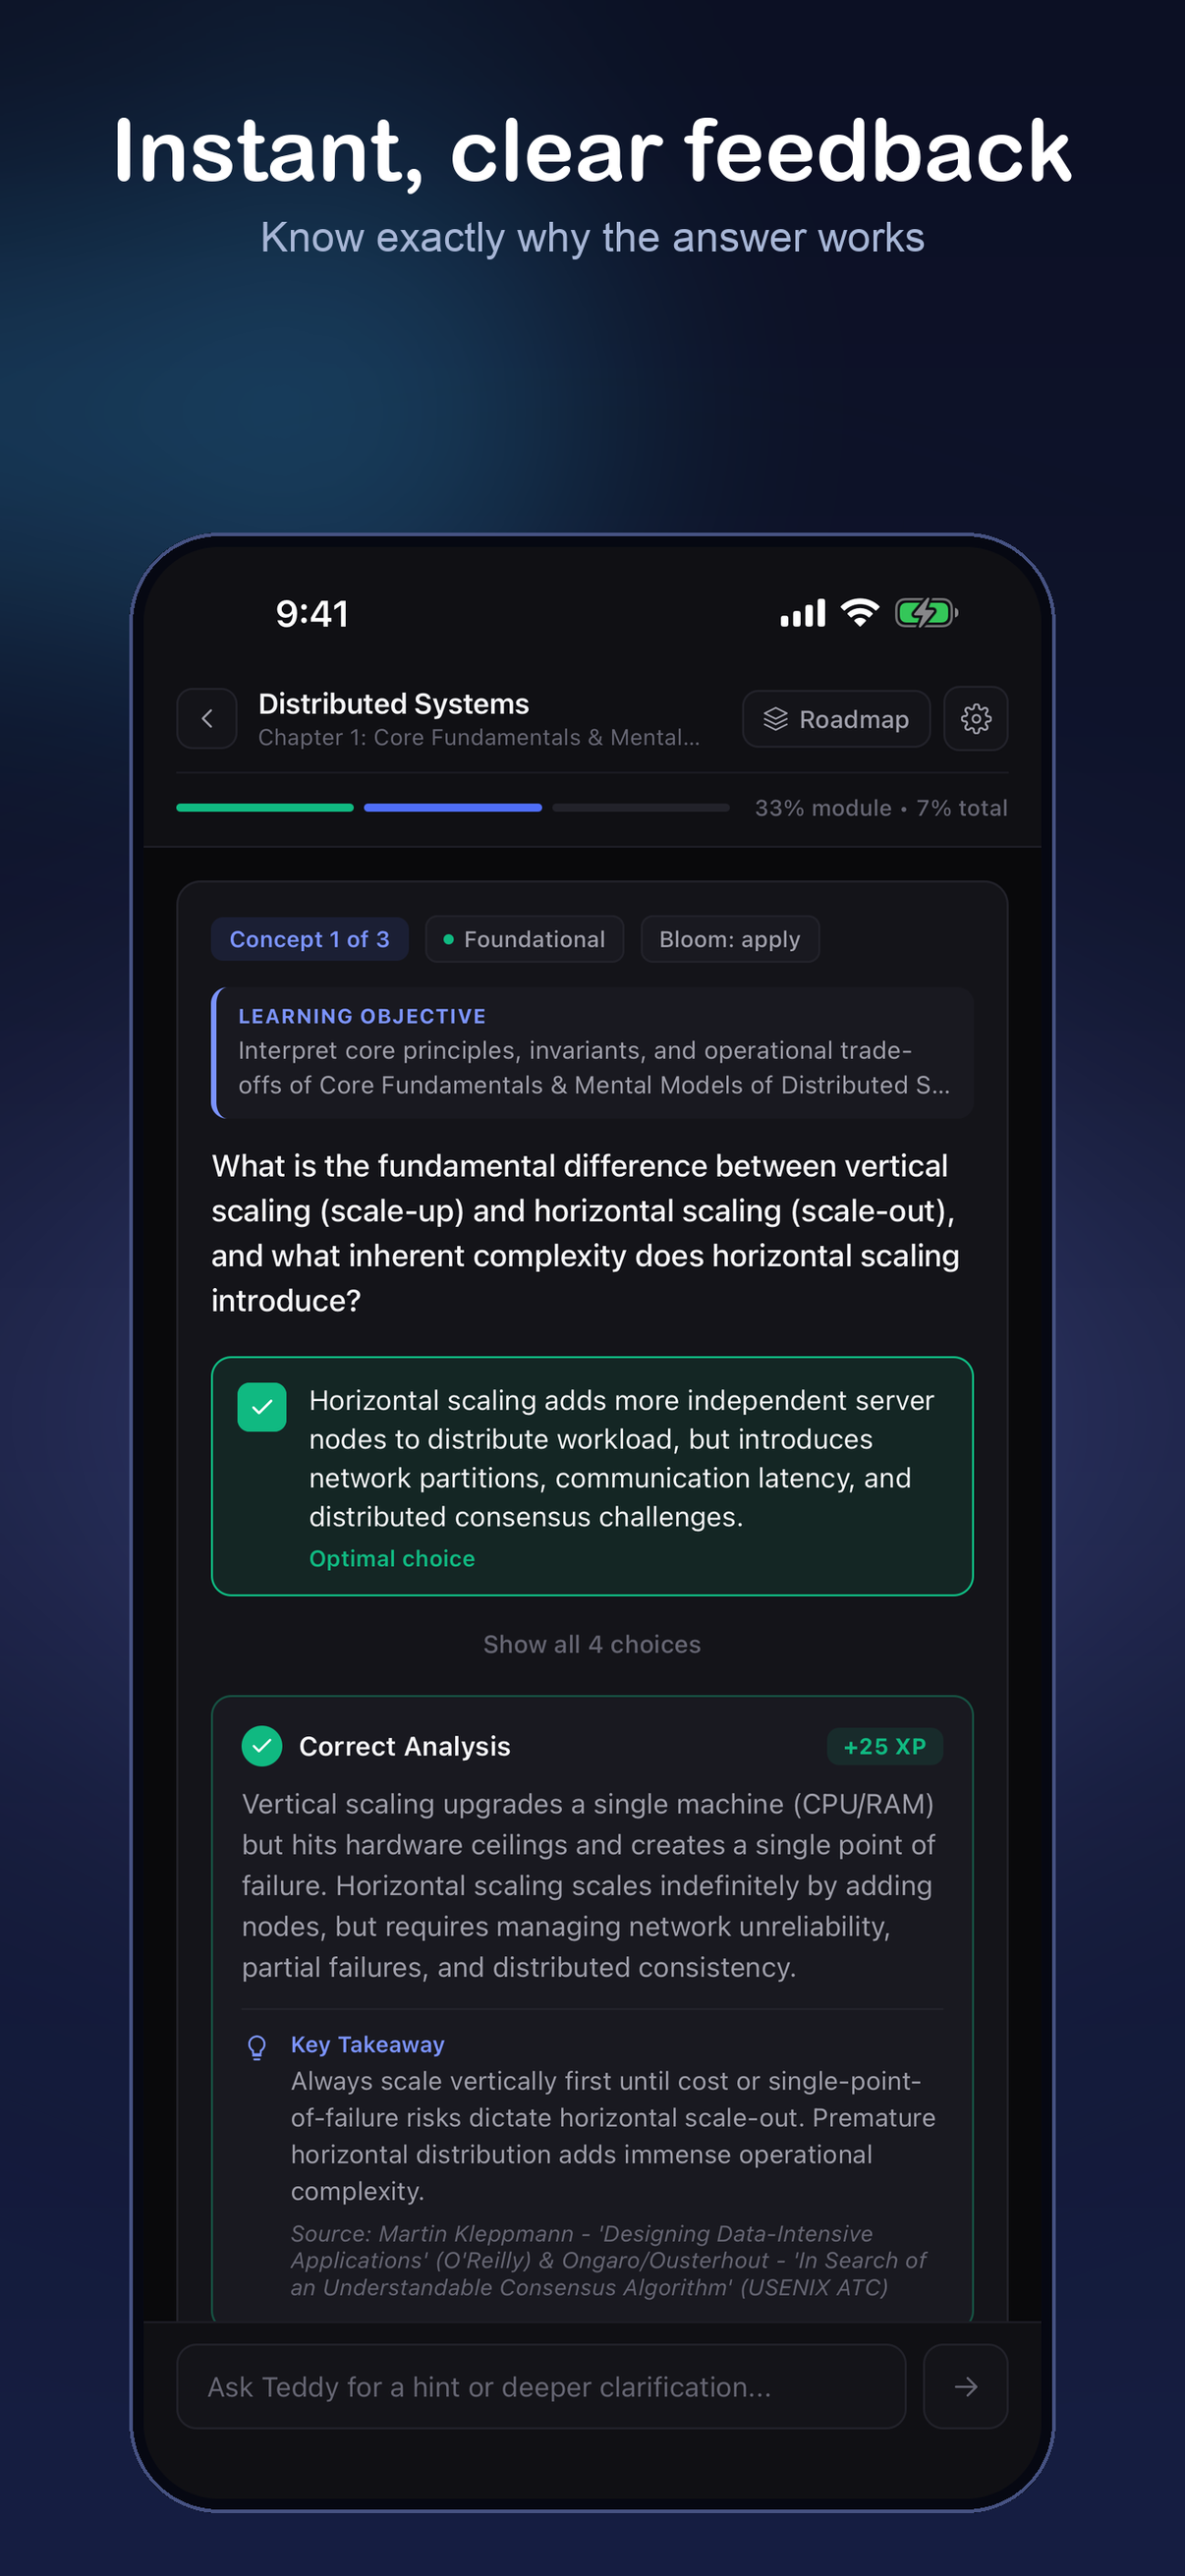 Instant, clear feedback
Know exactly why the answer works
9:41
Distributed Systems
Chapter 1: Core Fundamentals & Mental...
Roadmap
33% module • 7% total
Concept 1 of 3
Foundational
Bloom: apply
LEARNING OBJECTIVE
Interpret core principles, invariants, and operational trade-
offs of Core Fundamentals & Mental Models of Distributed S...
What is the fundamental difference between vertical
scaling (scale-up) and horizontal scaling (scale-out),
and what inherent complexity does horizontal scaling
introduce?
Horizontal scaling adds more independent server
nodes to distribute workload, but introduces
network partitions, communication latency, and
distributed consensus challenges.
Optimal choice
Show all 4 choices
Correct Analysis
+25 XP
Vertical scaling upgrades a single machine (CPU/RAM)
but hits hardware ceilings and creates a single point of
failure. Horizontal scaling scales indefinitely by adding
nodes, but requires managing network unreliability,
partial failures, and distributed consistency.
Key Takeaway
Always scale vertically first until cost or single-point-
of-failure risks dictate horizontal scale-out. Premature
horizontal distribution adds immense operational
complexity.
Source: Martin Kleppmann - 'Designing Data-Intensive
Applications' (O'Reilly) & Ongaro/Ousterhout - 'In Search of
an Understandable Consensus Algorithm' (USENIX ATC)
Ask Teddy for a hint or deeper clarification...